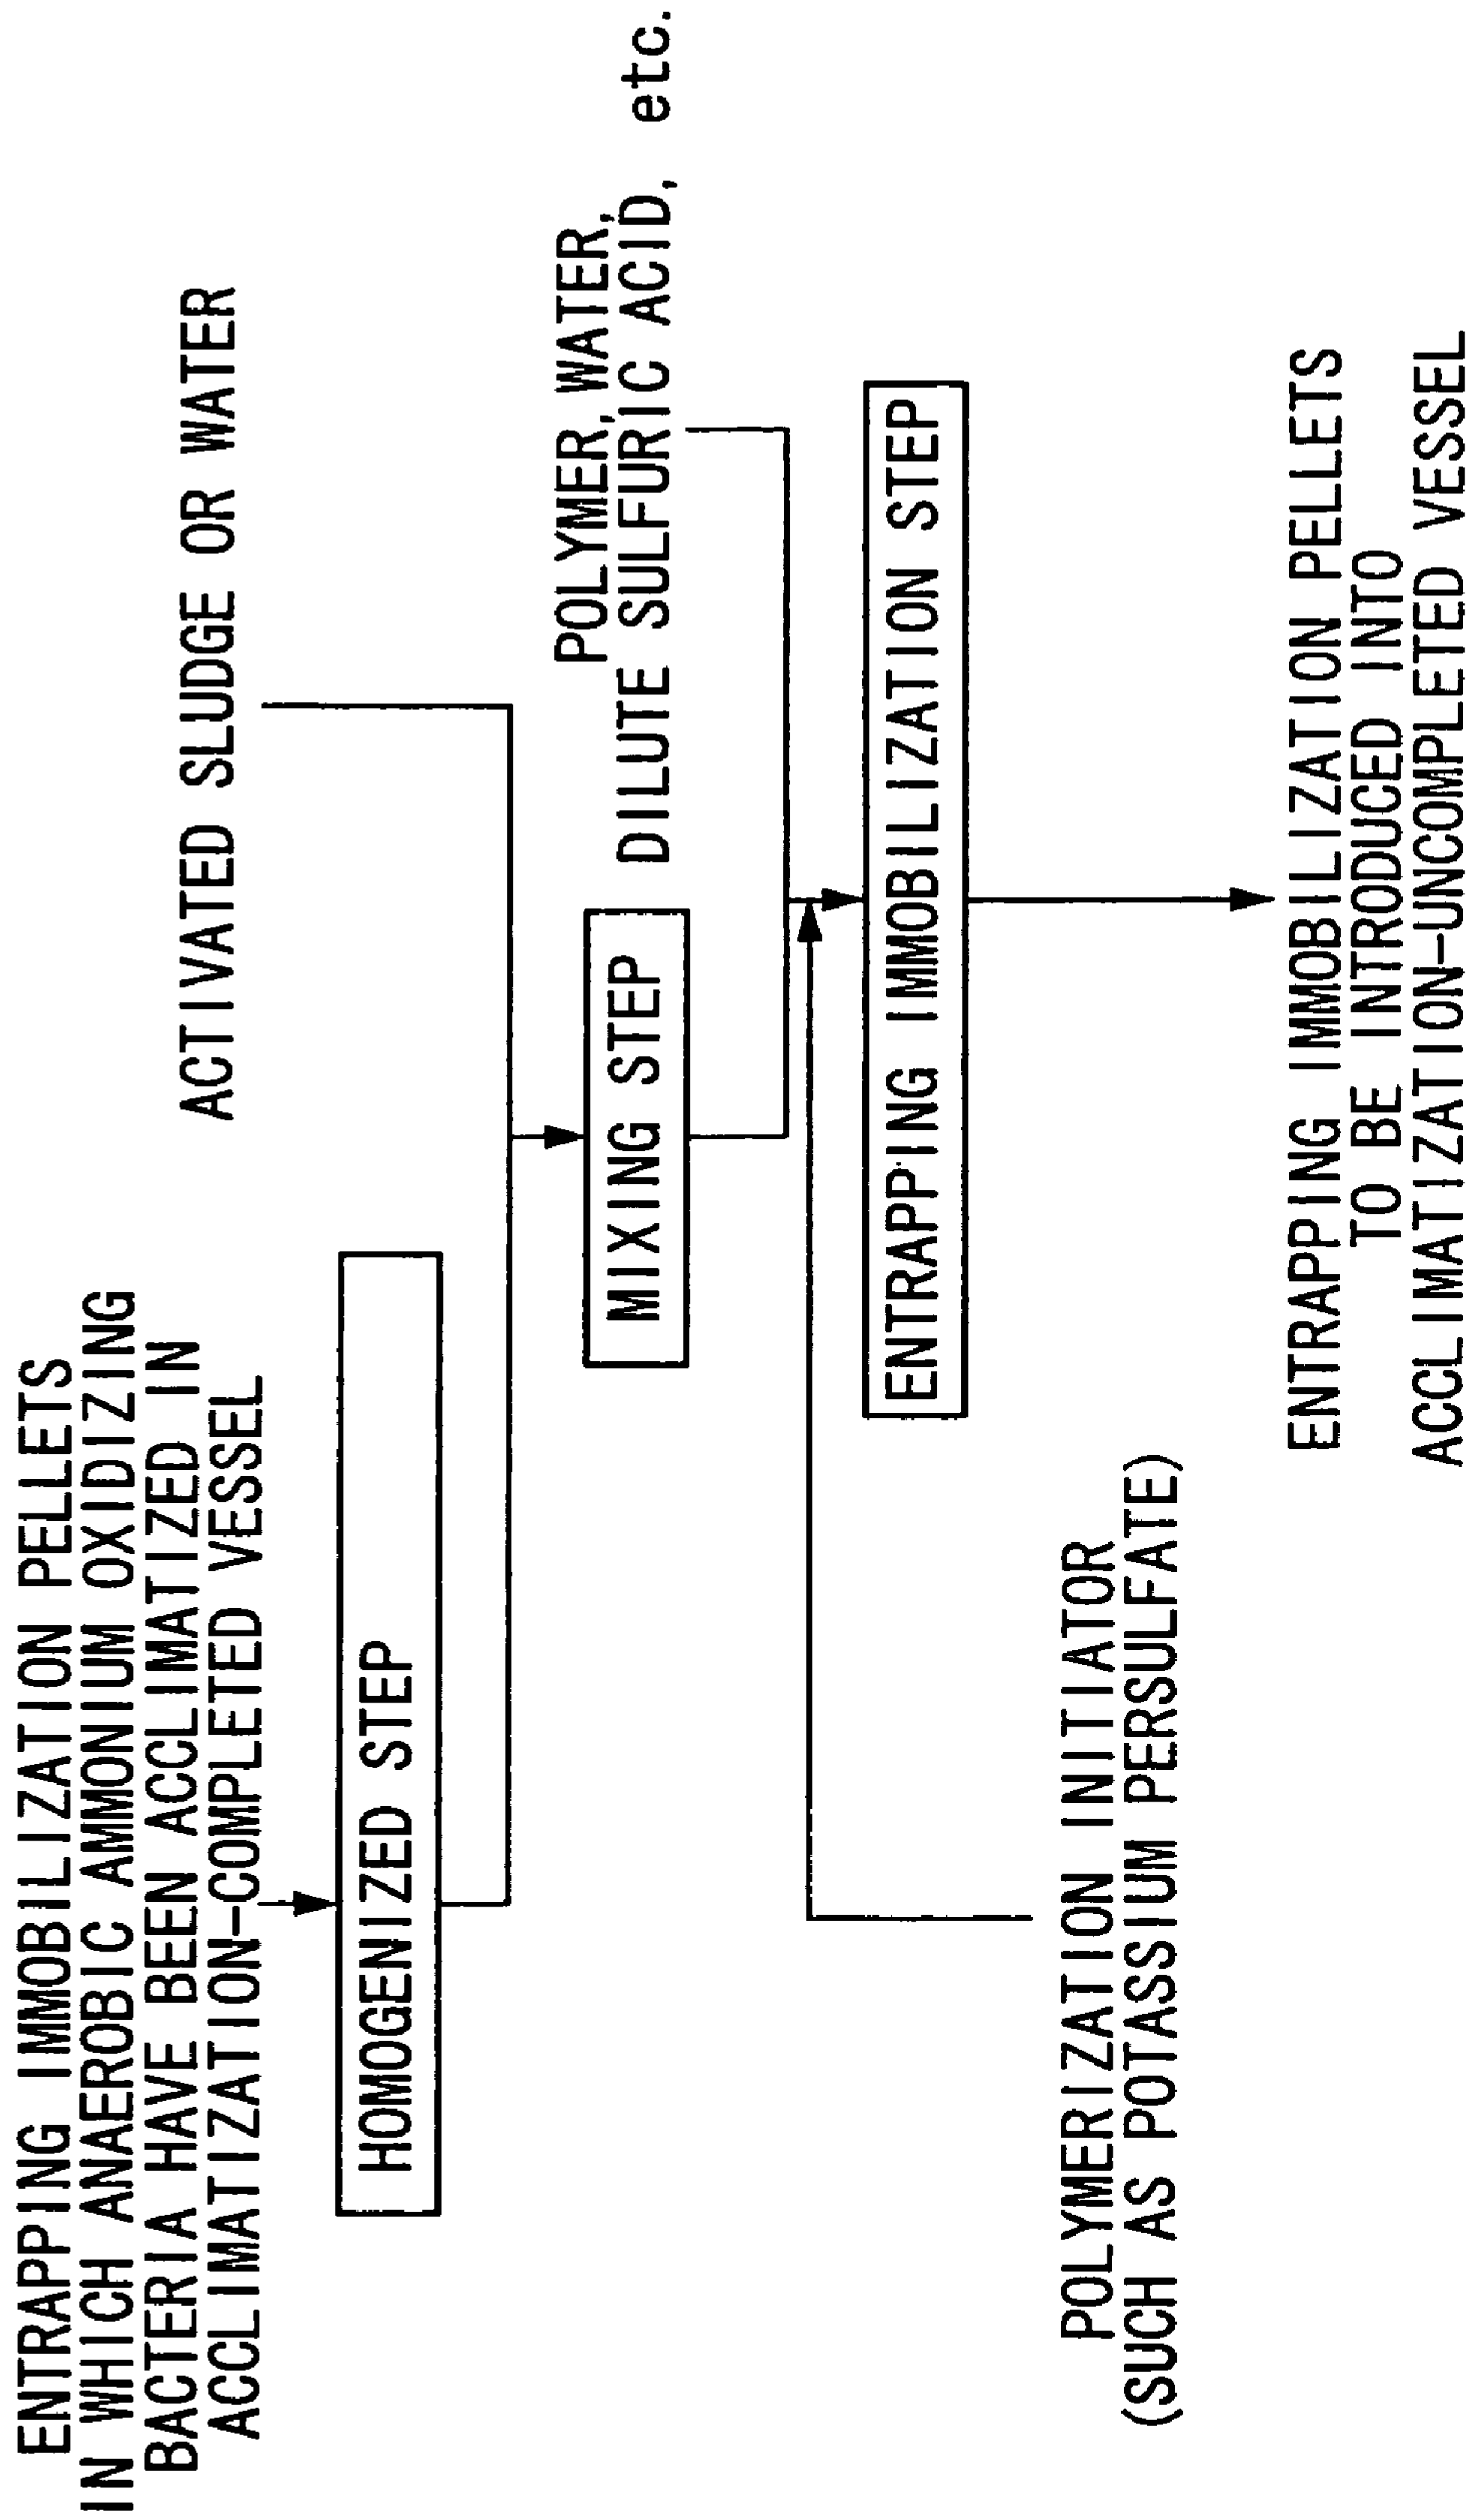 ENTRAPPING IMMOBILIZATION PELLETS
IN WHICH ANAEROBIC AMMONIUM OXIDIZING
BACTERIA HAVE BEEN ACCLIMATIZED IN
ACCLIMATIZATION-COMPLETED VESSEL
ACTIVATED SLUDGE OR WATER
HOMOGENIZED STEP
MIXING STEP
POLYMER, WATER,
DILUTE SULFURIC ACID, etc.
ENTRAPPING IMMOBILIZATION STEP
POLYMERIZATION INITIATOR
(SUCH AS POTASSIUM PERSULFATE)
ENTRAPPING IMMOBILIZATION PELLETS
TO BE INTRODUCED INTO
ACCLIMATIZATION-UNCOMPLETED VESSEL